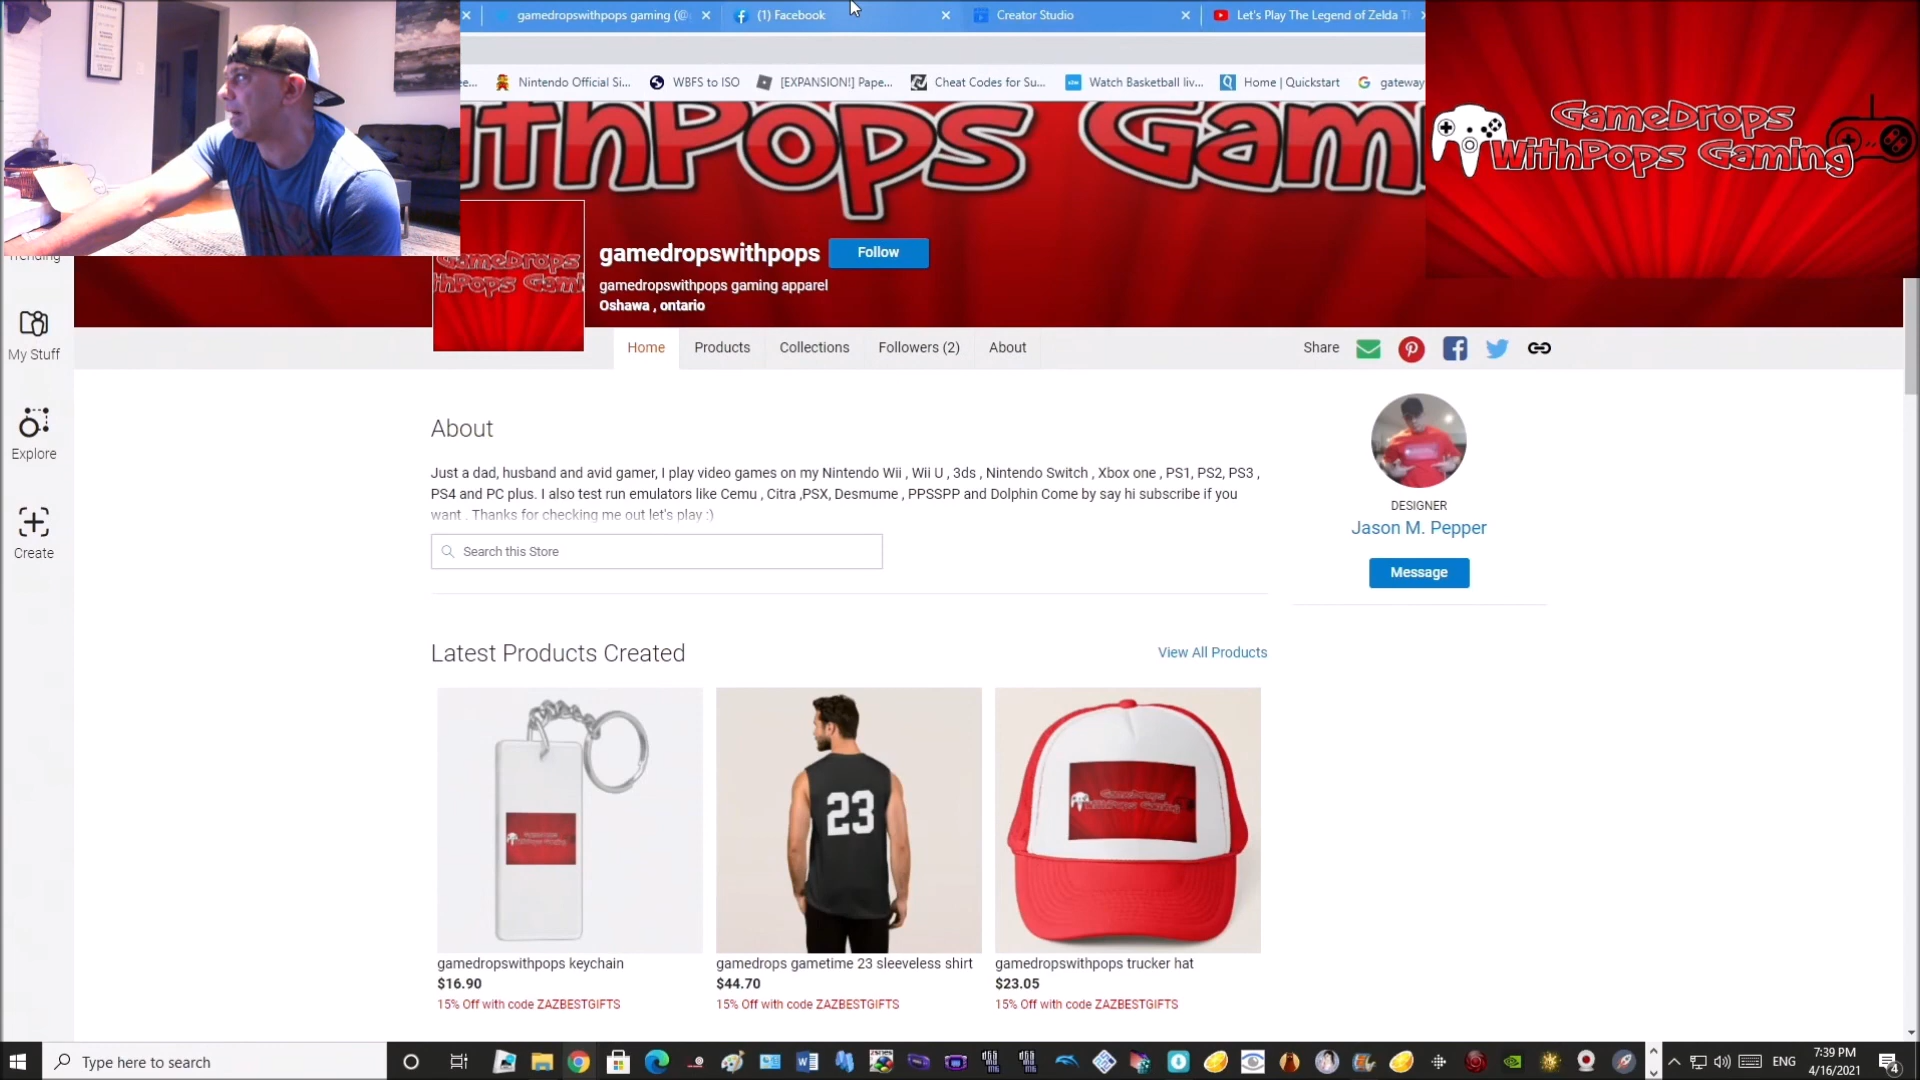 gamedropswithpops gaming (@
(1) Facebook
Creator Studio
Let's Play The Legend of Zelda T
Nintendo Official Si...
WBFS to ISO
[EXPANSION!] Pape...
Cheat Codes for Su...
Watch Basketball liv...
Home | Quickstart
gateway
GameDrops
WithPops Gaming
gamedropswithpops
Follow
gamedropswithpops gaming apparel
Oshawa , ontario
My Stuff
Explore
Create
Home
Products
Collections
Followers (2)
About
Share
About
Just a dad, husband and avid gamer, I play video games on my Nintendo Wii , Wii U , 3ds , Nintendo Switch , Xbox one , PS1, PS2, PS3 ,
PS4 and PC plus. I also test run emulators like Cemu , Citra ,PSX, Desmume , PPSSPP and Dolphin Come by say hi subscribe if you
want . Thanks for checking me out let's play :)
Search this Store
DESIGNER
Jason M. Pepper
Message
Latest Products Created
View All Products
23
GameDrops
WithPops Gaming
gamedropswithpops keychain
$16.90
15% Off with code ZAZBESTGIFTS
gamedrops gametime 23 sleeveless shirt
$44.70
15% Off with code ZAZBESTGIFTS
gamedropswithpops trucker hat
$23.05
15% Off with code ZAZBESTGIFTS
Type here to search
ENG
7:39 PM
4/16/2021
4